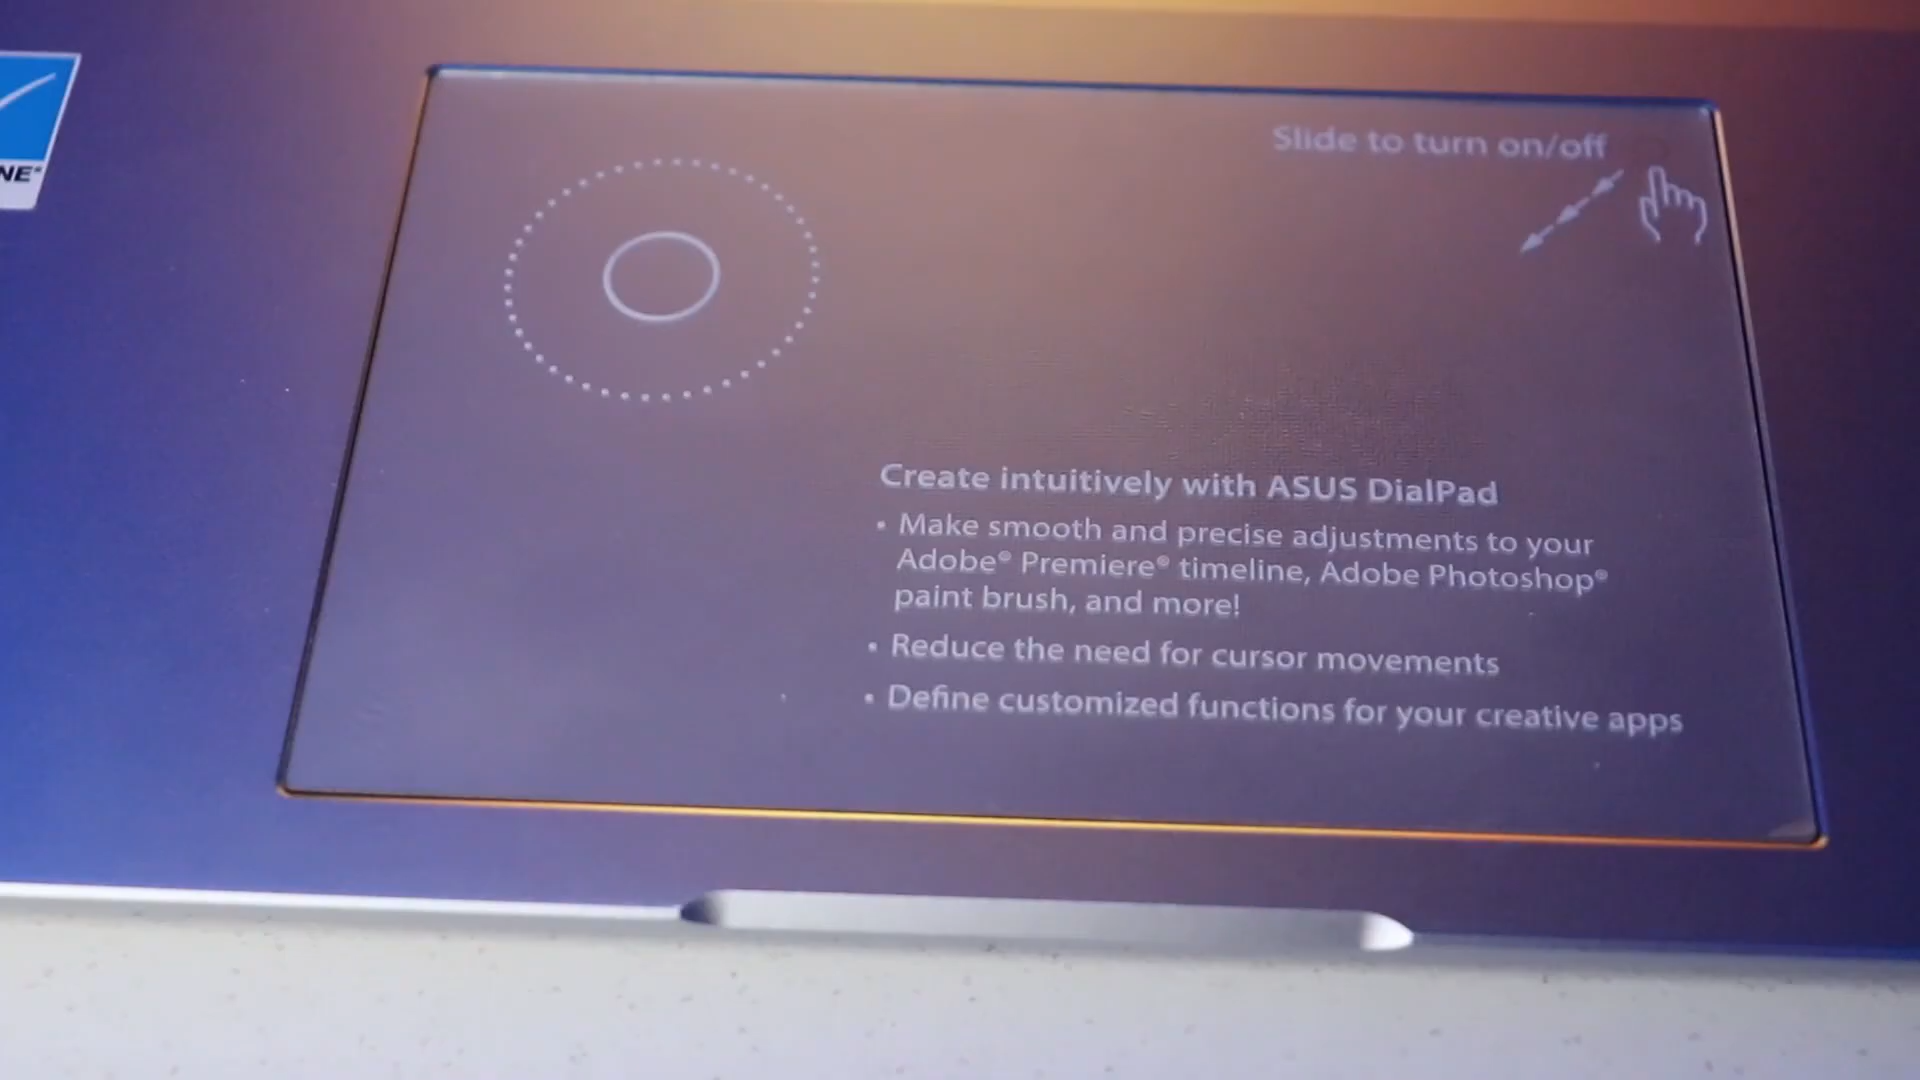 NE®
Slide to turn on/off
Create intuitively with ASUS DialPad
• Make smooth and precise adjustments to your
Adobe® Premiere® timeline, Adobe Photoshop®
paint brush, and more!
• Reduce the need for cursor movements
• Define customized functions for your creative apps